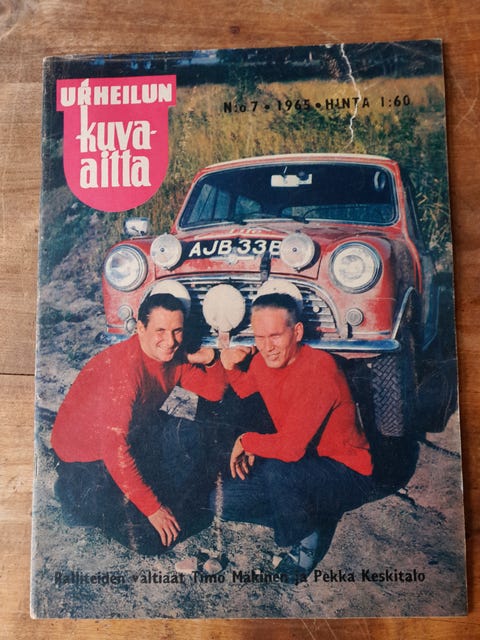 URHEILUN
kuva-
aitta
N:o 7 • 1965 • HINTA 1:60
AJB 33B
Ralliteiden valtiaat Timo Mäkinen ja Pekka Keskitalo